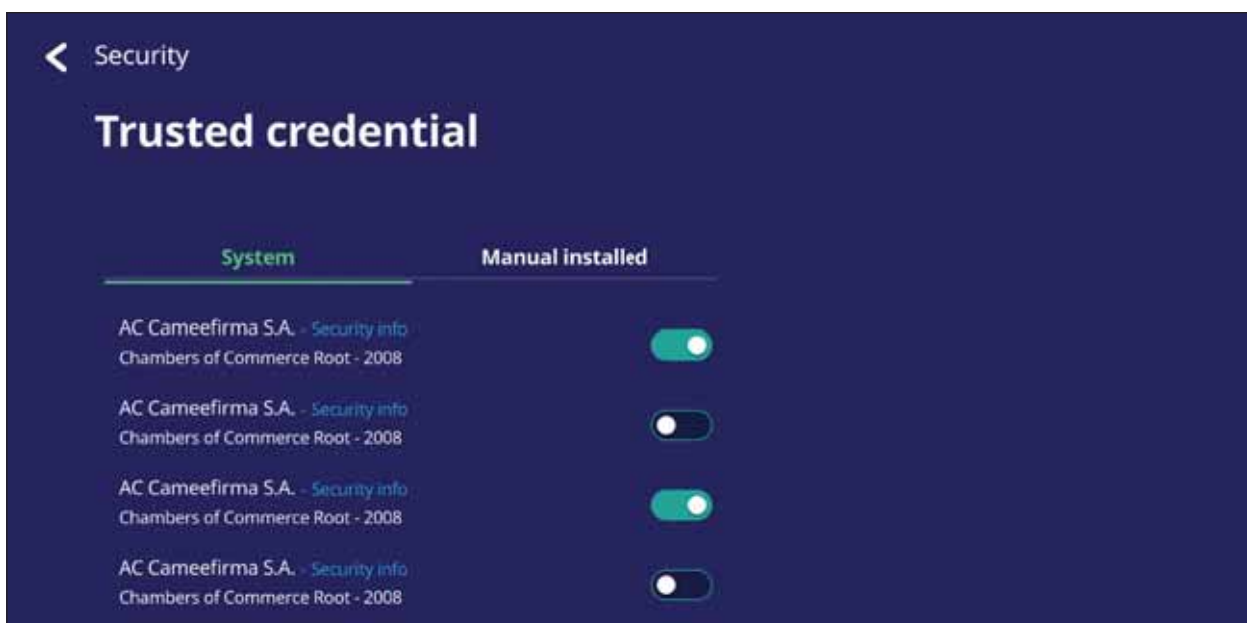 Security
Trusted credential
System Manual installed
AC Cameefirma S.A. - Security info
Chambers of Commerce Root - 2008
AC Cameefirma S.A. - Security info
Chambers of Commerce Root - 2008
AC Cameefirma S.A. - Security info
Chambers of Commerce Root - 2008
AC Cameefirma S.A. - Security info
Chambers of Commerce Root - 2008